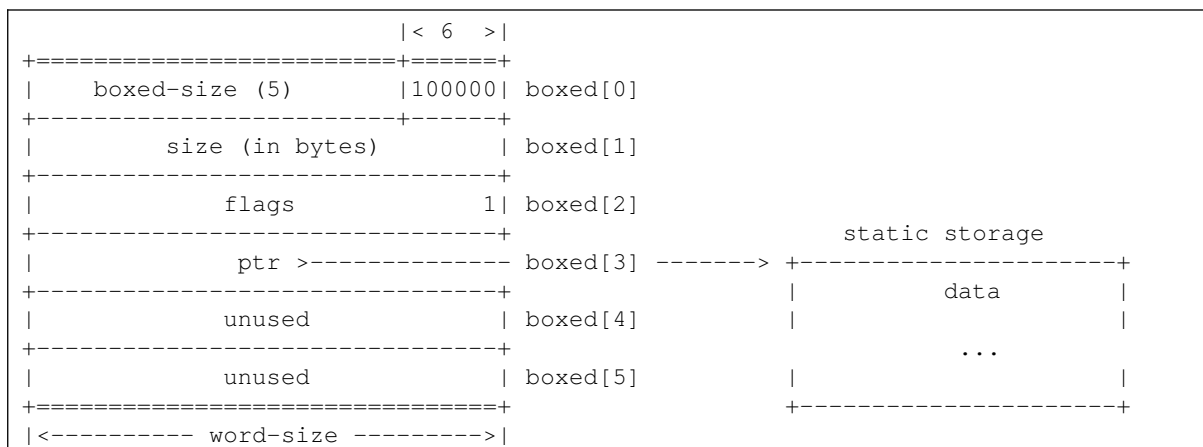 |< 6 >|
+=========================+======+
| boxed-size (5) |100000| boxed[0]
+-------------------------+------+
| size (in bytes) | boxed[1]
+--------------------------------+
| flags 1| boxed[2]
+--------------------------------+ static storage
| ptr >-------------- boxed[3] -------> +----------------------+
+--------------------------------+ | data |
| unused | boxed[4] | |
+--------------------------------+ ...
| unused | boxed[5] | |
+================================+ +----------------------+
|<---------- word-size --------->|